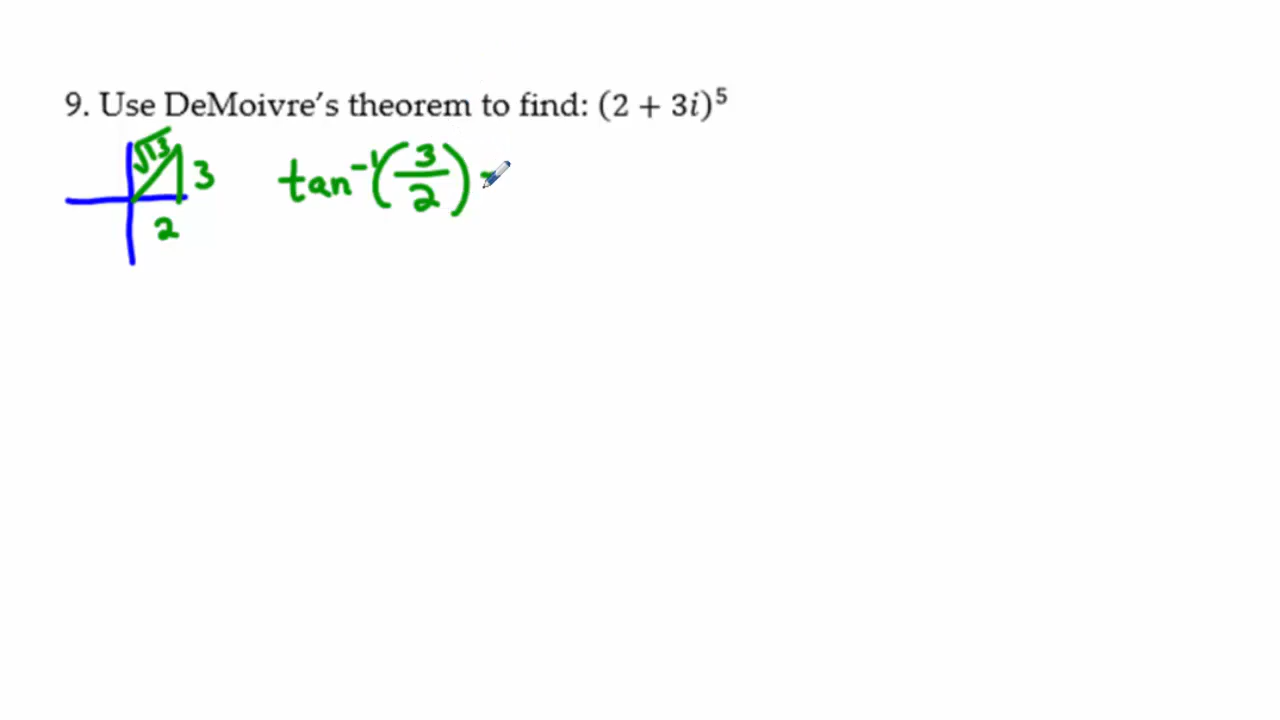 9. Use DeMoivre's theorem to find: (2 + 3i)⁵
√13
3
2
tan⁻¹(3/2) =